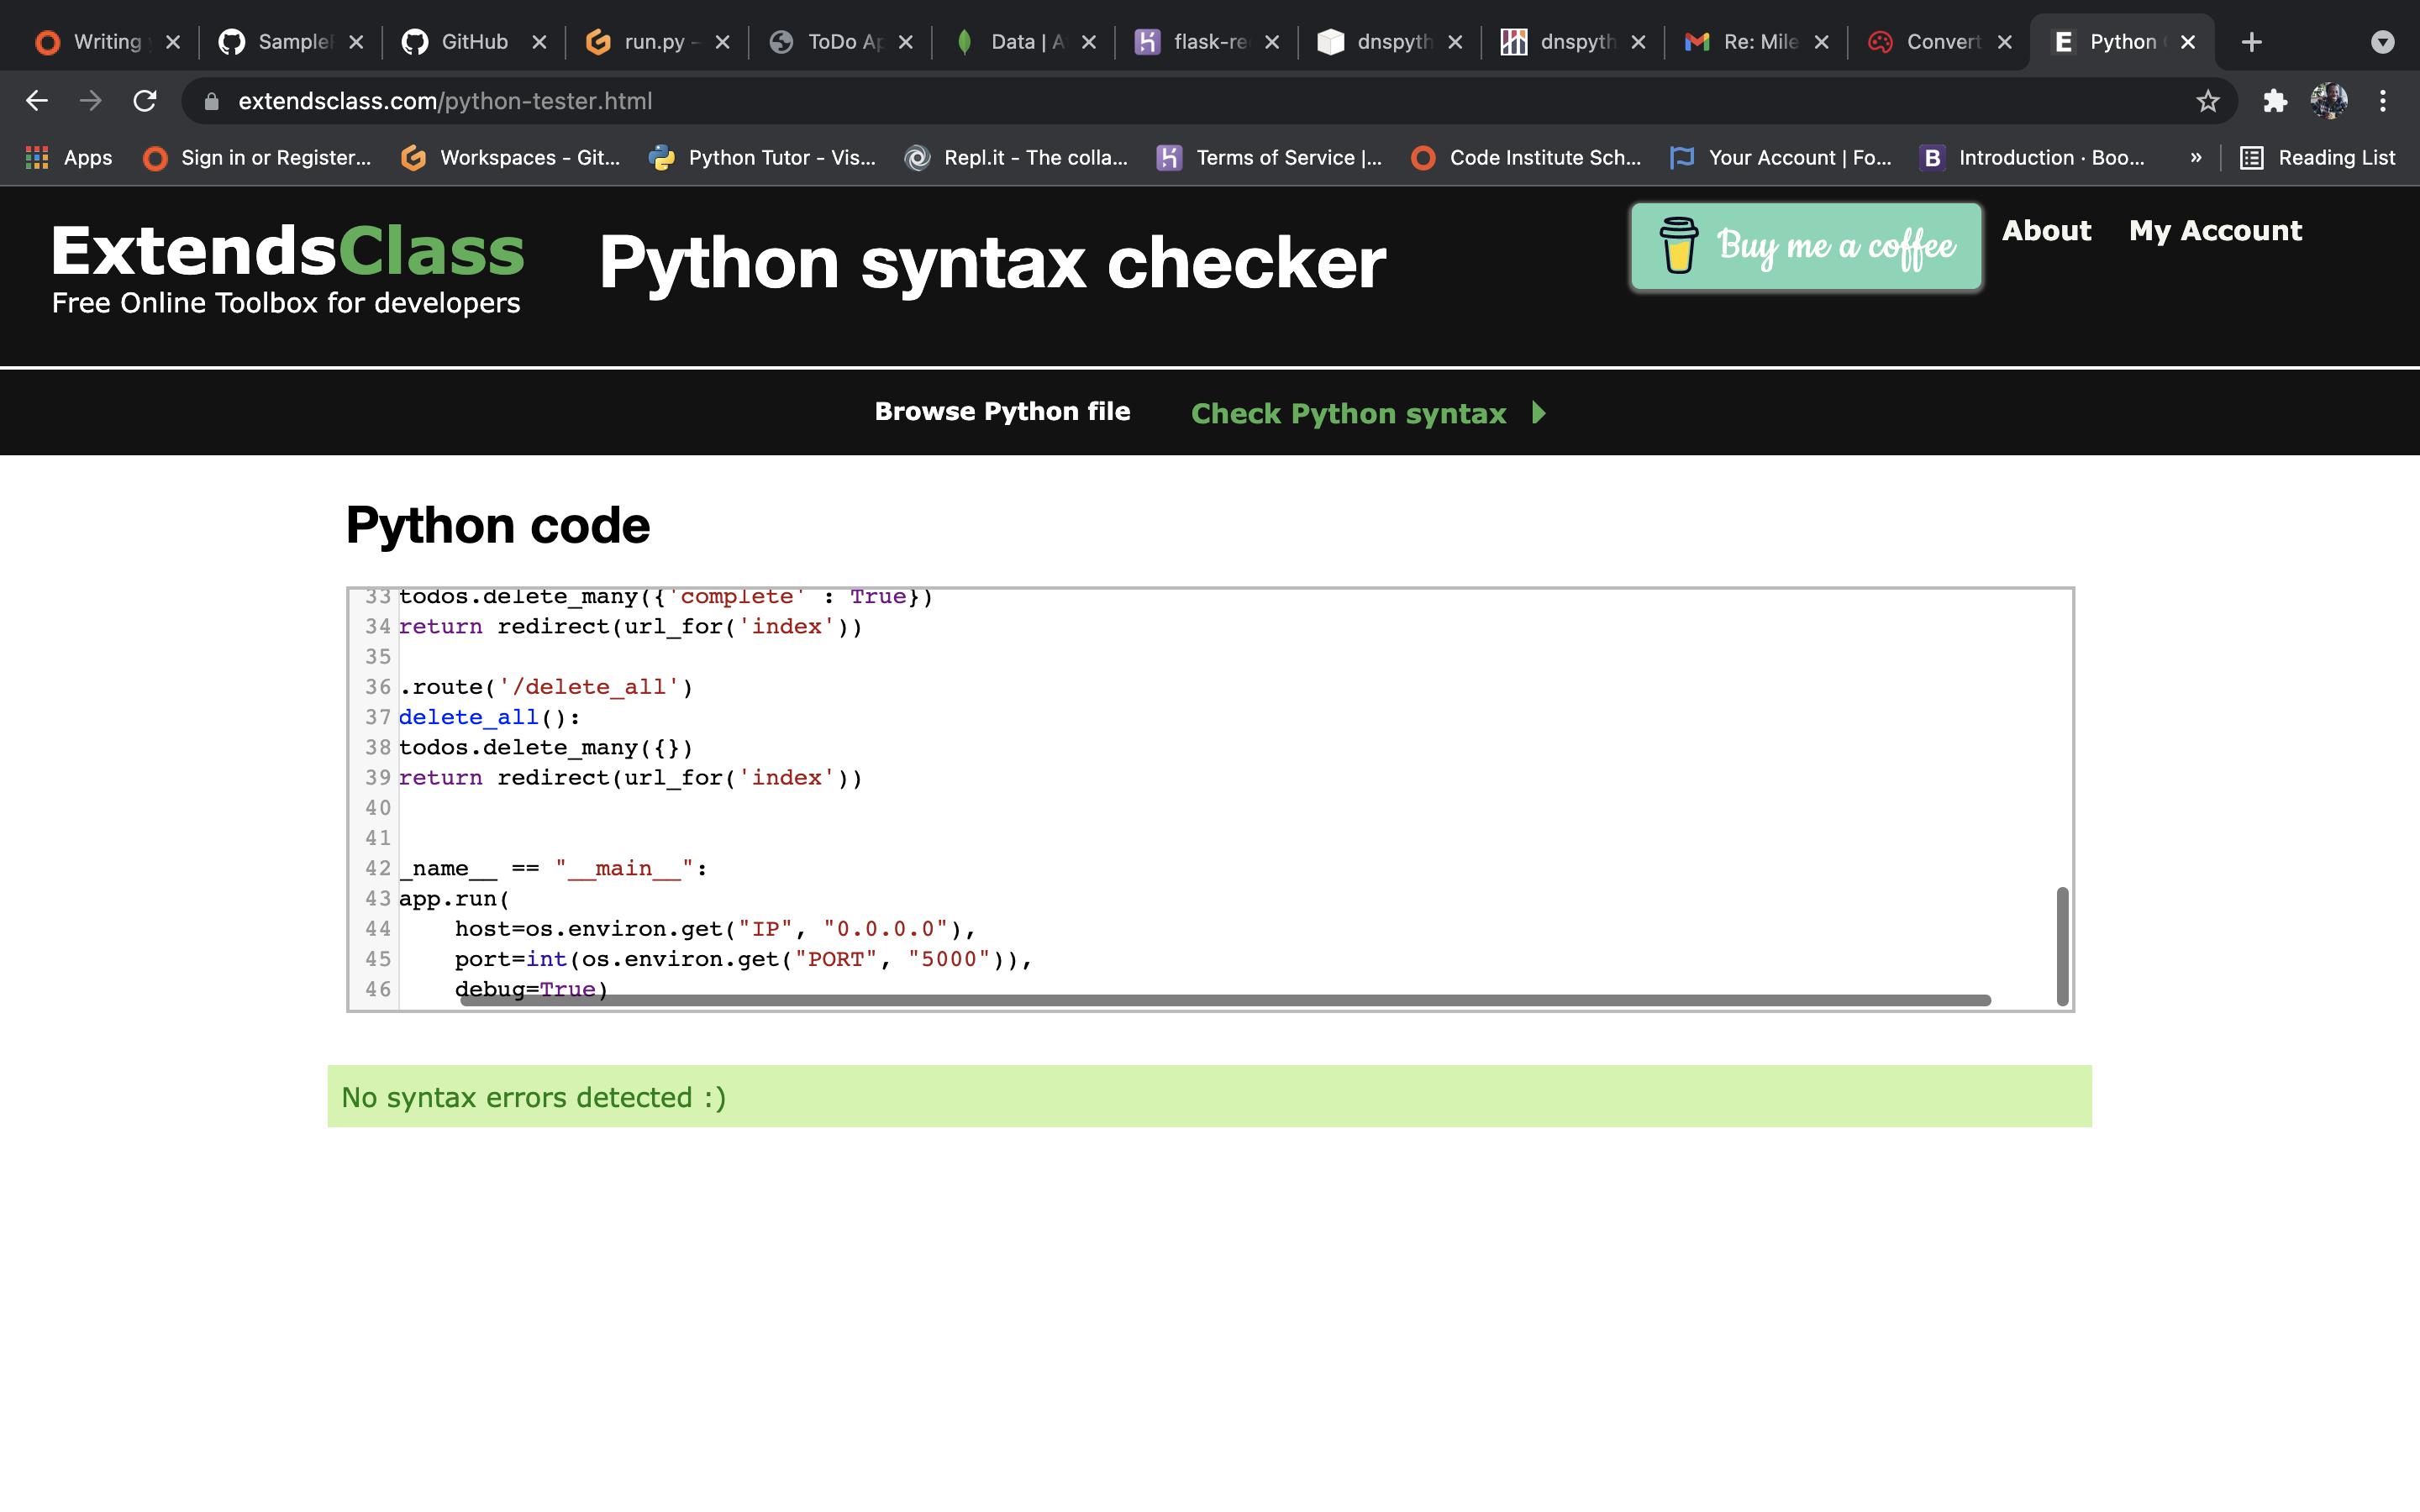 Writing
Sample
GitHub
run.py -
ToDo Ap
Data | A
flask-re
dnspyth
dnspyth
Re: Mile
Convert
Python
extendsclass.com/python-tester.html
Apps
Sign in or Register...
Workspaces - Git...
Python Tutor - Vis...
Repl.it - The colla...
Terms of Service |...
Code Institute Sch...
Your Account | Fo...
Introduction · Boo...
»
Reading List
ExtendsClass
Free Online Toolbox for developers
Python syntax checker
Buy me a coffee
About
My Account
Browse Python file
Check Python syntax
Python code
33 todos.delete_many({'complete' : True})
34 return redirect(url_for('index'))
35
36 .route('/delete_all')
37 delete_all():
38 todos.delete_many({})
39 return redirect(url_for('index'))
40
41
42 _name__ == "__main__":
43 app.run(
44     host=os.environ.get("IP", "0.0.0.0"),
45     port=int(os.environ.get("PORT", "5000")),
46     debug=True)
No syntax errors detected :)